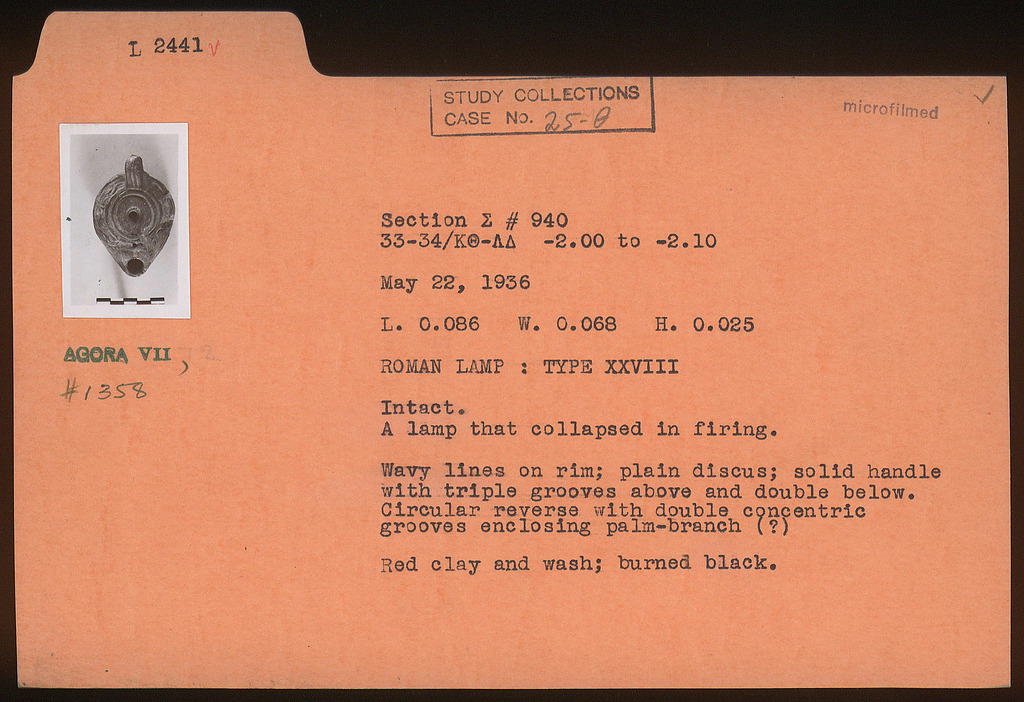 L 2441 ✓
STUDY COLLECTIONS
CASE No. 25-θ
microfilmed ✓
Section Σ # 940
33-34/ΚΘ-ΛΔ -2.00 to -2.10
May 22, 1936
L. 0.086 W. 0.068 H. 0.025
AGORA VII,
#1358
ROMAN LAMP : TYPE XXVIII
Intact.
A lamp that collapsed in firing.
Wavy lines on rim; plain discus; solid handle
with triple grooves above and double below.
Circular reverse with double concentric
grooves enclosing palm-branch (?)
Red clay and wash; burned black.